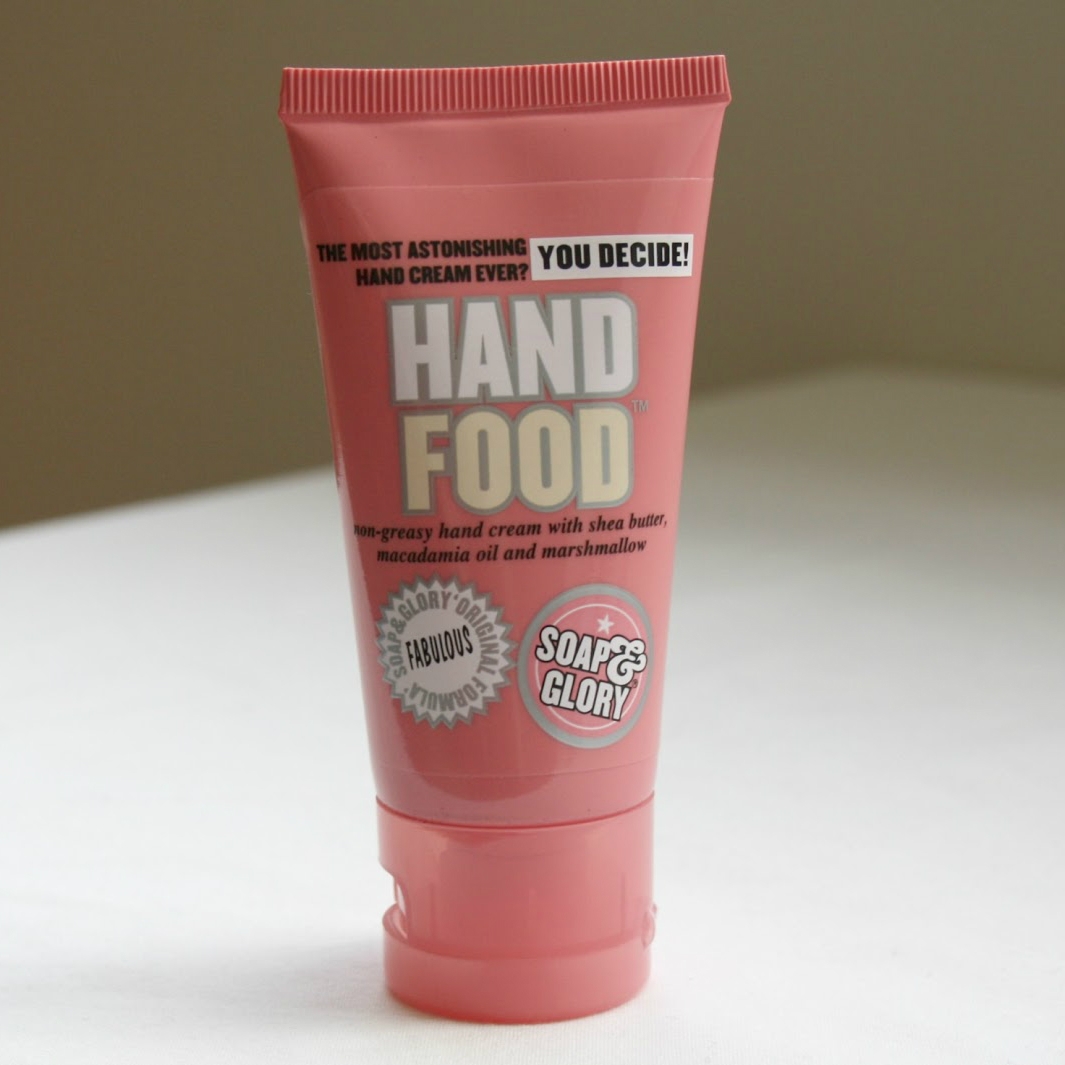 THE MOST ASTONISHING
HAND CREAM EVER?
YOU DECIDE!
HAND
FOOD™
non-greasy hand cream with shea butter,
macadamia oil and marshmallow
SOAP&GLORY 'ORIGINAL FORMULA'
FABULOUS
SOAP&
GLORY